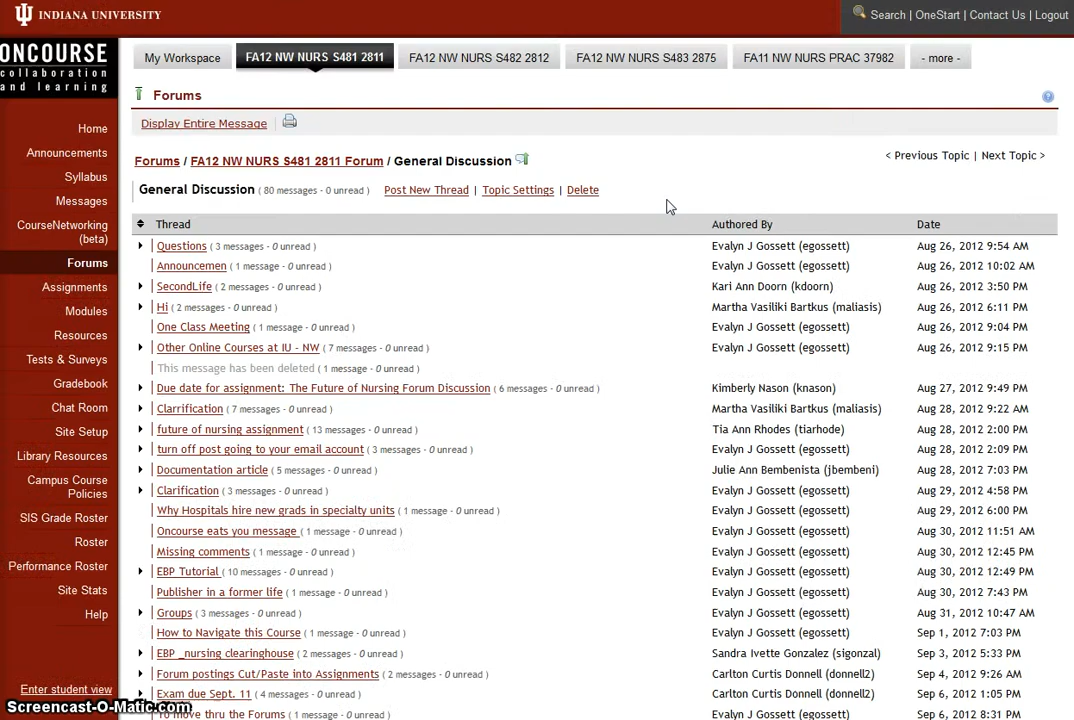 INDIANA UNIVERSITY
Search | OneStart | Contact Us | Logout
ONCOURSE
collaboration
and learning
My Workspace
FA12 NW NURS S481 2811
FA12 NW NURS S482 2812
FA12 NW NURS S483 2875
FA11 NW NURS PRAC 37982
- more -
Home
Announcements
Syllabus
Messages
CourseNetworking
(beta)
Forums
Assignments
Modules
Resources
Tests & Surveys
Gradebook
Chat Room
Site Setup
Library Resources
Campus Course
Policies
SIS Grade Roster
Roster
Performance Roster
Site Stats
Help
Enter student view
Forums
Display Entire Message
Forums / FA12 NW NURS S481 2811 Forum / General Discussion
< Previous Topic | Next Topic >
General Discussion ( 80 messages - 0 unread ) Post New Thread | Topic Settings | Delete
Thread Authored By Date
Questions ( 3 messages - 0 unread ) Evalyn J Gossett (egossett) Aug 26, 2012 9:54 AM
Announcemen ( 1 message - 0 unread ) Evalyn J Gossett (egossett) Aug 26, 2012 10:02 AM
SecondLife ( 2 messages - 0 unread ) Kari Ann Doorn (kdoorn) Aug 26, 2012 3:50 PM
Hi ( 2 messages - 0 unread ) Martha Vasiliki Bartkus (maliasis) Aug 26, 2012 6:11 PM
One Class Meeting ( 1 message - 0 unread ) Evalyn J Gossett (egossett) Aug 26, 2012 9:04 PM
Other Online Courses at IU - NW ( 7 messages - 0 unread ) Evalyn J Gossett (egossett) Aug 26, 2012 9:15 PM
This message has been deleted ( 1 message - 0 unread )
Due date for assignment: The Future of Nursing Forum Discussion ( 6 messages - 0 unread ) Kimberly Nason (knason) Aug 27, 2012 9:49 PM
Clarrification ( 7 messages - 0 unread ) Martha Vasiliki Bartkus (maliasis) Aug 28, 2012 9:22 AM
future of nursing assignment ( 13 messages - 0 unread ) Tia Ann Rhodes (tiarhode) Aug 28, 2012 2:00 PM
turn off post going to your email account ( 3 messages - 0 unread ) Evalyn J Gossett (egossett) Aug 28, 2012 2:09 PM
Documentation article ( 5 messages - 0 unread ) Julie Ann Bembenista (jbembeni) Aug 28, 2012 7:03 PM
Clarification ( 3 messages - 0 unread ) Evalyn J Gossett (egossett) Aug 29, 2012 4:58 PM
Why Hospitals hire new grads in specialty units ( 1 message - 0 unread ) Evalyn J Gossett (egossett) Aug 29, 2012 6:00 PM
Oncourse eats you message ( 1 message - 0 unread ) Evalyn J Gossett (egossett) Aug 30, 2012 11:51 AM
Missing comments ( 1 message - 0 unread ) Evalyn J Gossett (egossett) Aug 30, 2012 12:45 PM
EBP Tutorial ( 10 messages - 0 unread ) Evalyn J Gossett (egossett) Aug 30, 2012 12:49 PM
Publisher in a former life ( 1 message - 0 unread ) Evalyn J Gossett (egossett) Aug 30, 2012 7:43 PM
Groups ( 3 messages - 0 unread ) Evalyn J Gossett (egossett) Aug 31, 2012 10:47 AM
How to Navigate this Course ( 1 message - 0 unread ) Evalyn J Gossett (egossett) Sep 1, 2012 7:03 PM
EBP _nursing clearinghouse ( 2 messages - 0 unread ) Sandra Ivette Gonzalez (sigonzal) Sep 3, 2012 5:33 PM
Forum postings Cut/Paste into Assignments ( 2 messages - 0 unread ) Carlton Curtis Donnell (donnell2) Sep 4, 2012 9:26 AM
Exam due Sept. 11 ( 4 messages - 0 unread ) Carlton Curtis Donnell (donnell2) Sep 6, 2012 1:05 PM
To move thru the Forums ( 1 message - 0 unread ) Evalyn J Gossett (egossett) Sep 6, 2012 8:31 PM
Screencast-O-Matic.com